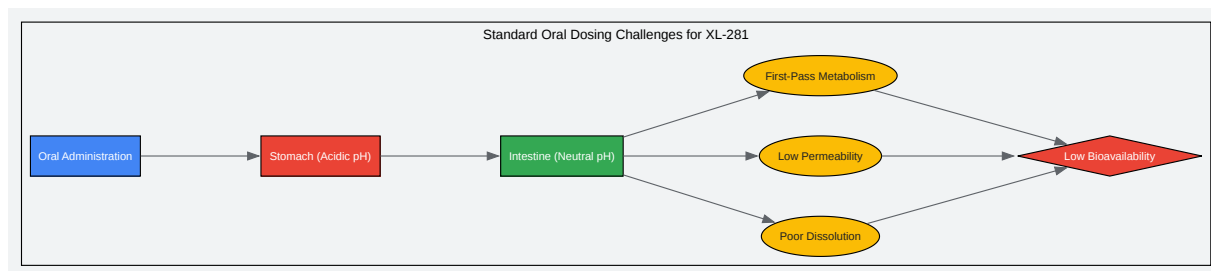 Standard Oral Dosing Challenges for XL-281
First-Pass Metabolism
Oral Administration
Stomach (Acidic pH)
Intestine (Neutral pH)
Low Permeability
Low Bioavailability
Poor Dissolution